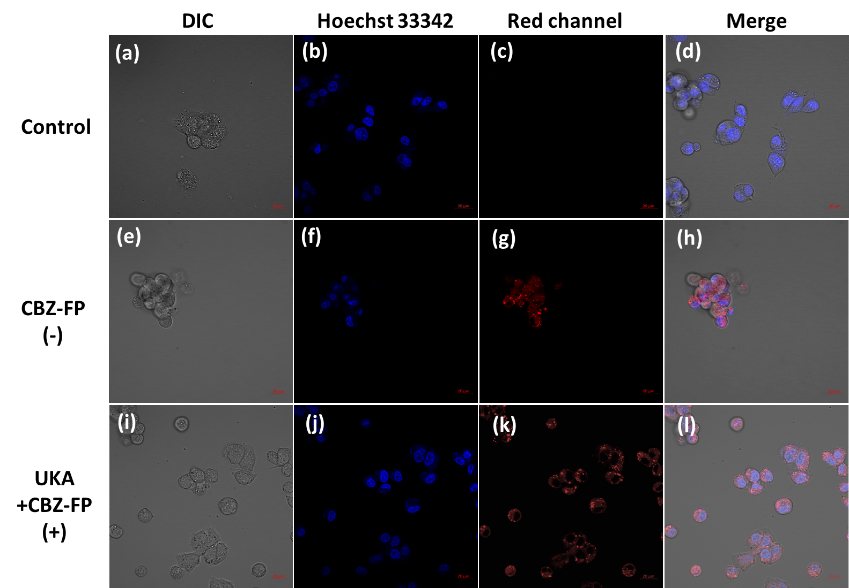 DIC Hoechst 33342 Red channel Merge
(a) (b) (c) (d)
Control
(e) (f) (g) (h)
CBZ-FP
(-)
(i) (j) (k) (l)
UKA
+CBZ-FP
(+)